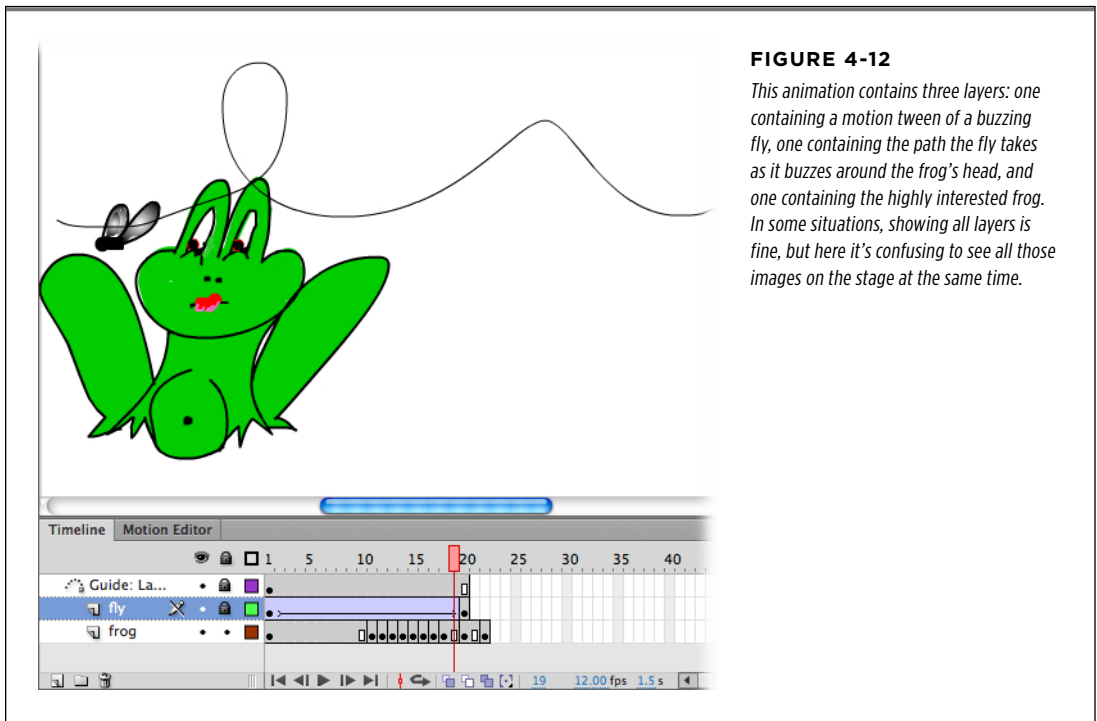 FIGURE 4-12
This animation contains three layers: one
containing a motion tween of a buzzing
fly, one containing the path the fly takes
as it buzzes around the frog's head, and
one containing the highly interested frog.
In some situations, showing all layers is
fine, but here it's confusing to see all those
images on the stage at the same time.
Timeline Motion Editor
1 5 10 15 20 25 30 35 40
Guide: La...
fly
frog
19 12.00 fps 1.5 s